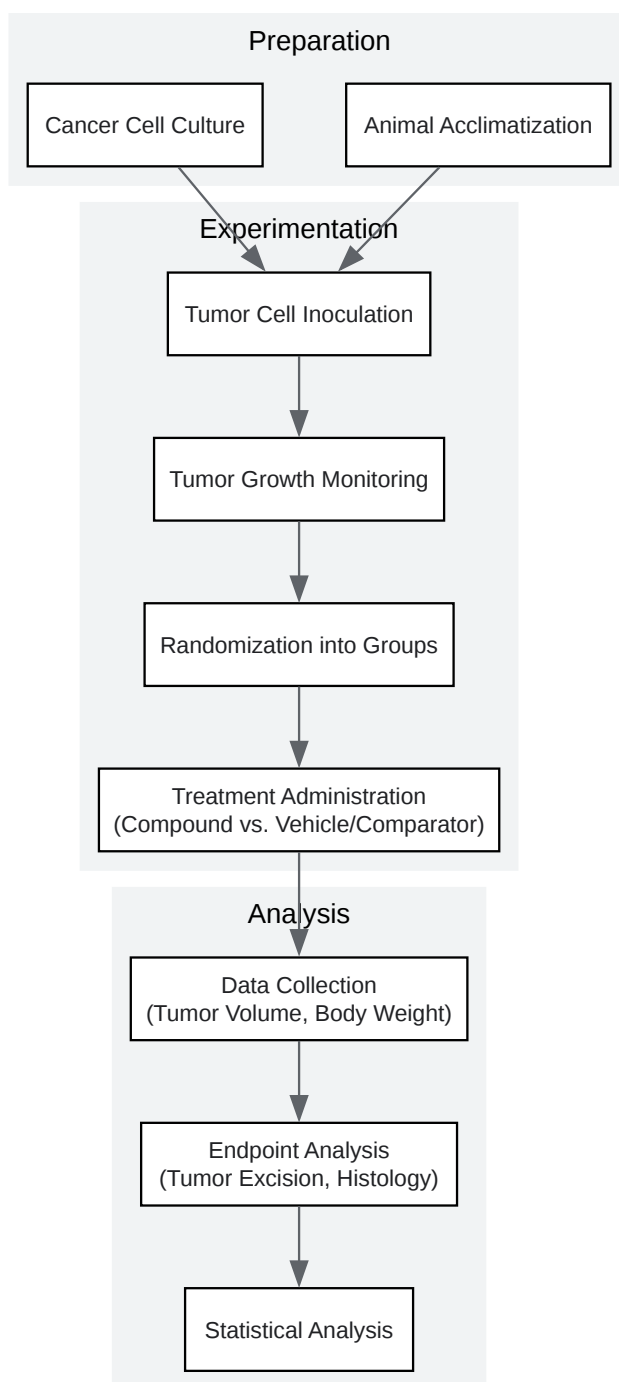 Preparation
Cancer Cell Culture
Animal Acclimatization
Experimentation
Tumor Cell Inoculation
Tumor Growth Monitoring
Randomization into Groups
Treatment Administration
(Compound vs. Vehicle/Comparator)
Analysis
Data Collection
(Tumor Volume, Body Weight)
Endpoint Analysis
(Tumor Excision, Histology)
Statistical Analysis